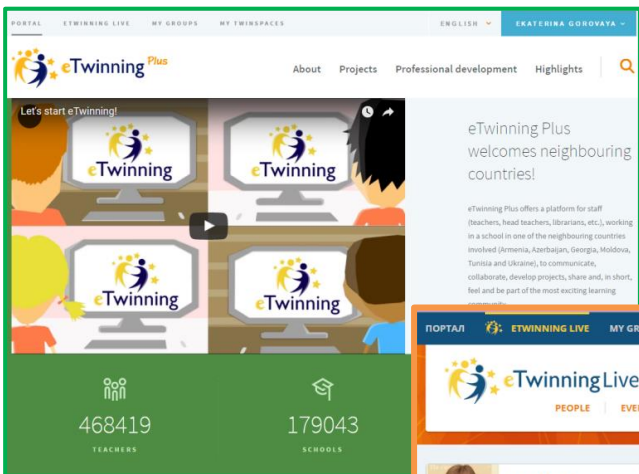 PORTAL ETWINNING LIVE MY GROUPS MY TWINSPACES ENGLISH EKATERINA GOROVAYA
eTwinning Plus
About Projects Professional development Highlights
Let's start eTwinning!
eTwinning
eTwinning
eTwinning
eTwinning
eTwinning Plus
welcomes neighbouring
countries!
eTwinning Plus offers a platform for staff
(teachers, head teachers, librarians, etc.), working
in a school in one of the neighbouring countries
involved (Armenia, Azerbaijan, Georgia, Moldova,
Tunisia and Ukraine), to communicate,
collaborate, develop projects, share and, in short,
feel and be part of the most exciting learning
community
468419
TEACHERS
179043
SCHOOLS
ПОРТАЛ ETWINNING LIVE MY GR
eTwinning Live
PEOPLE EVE